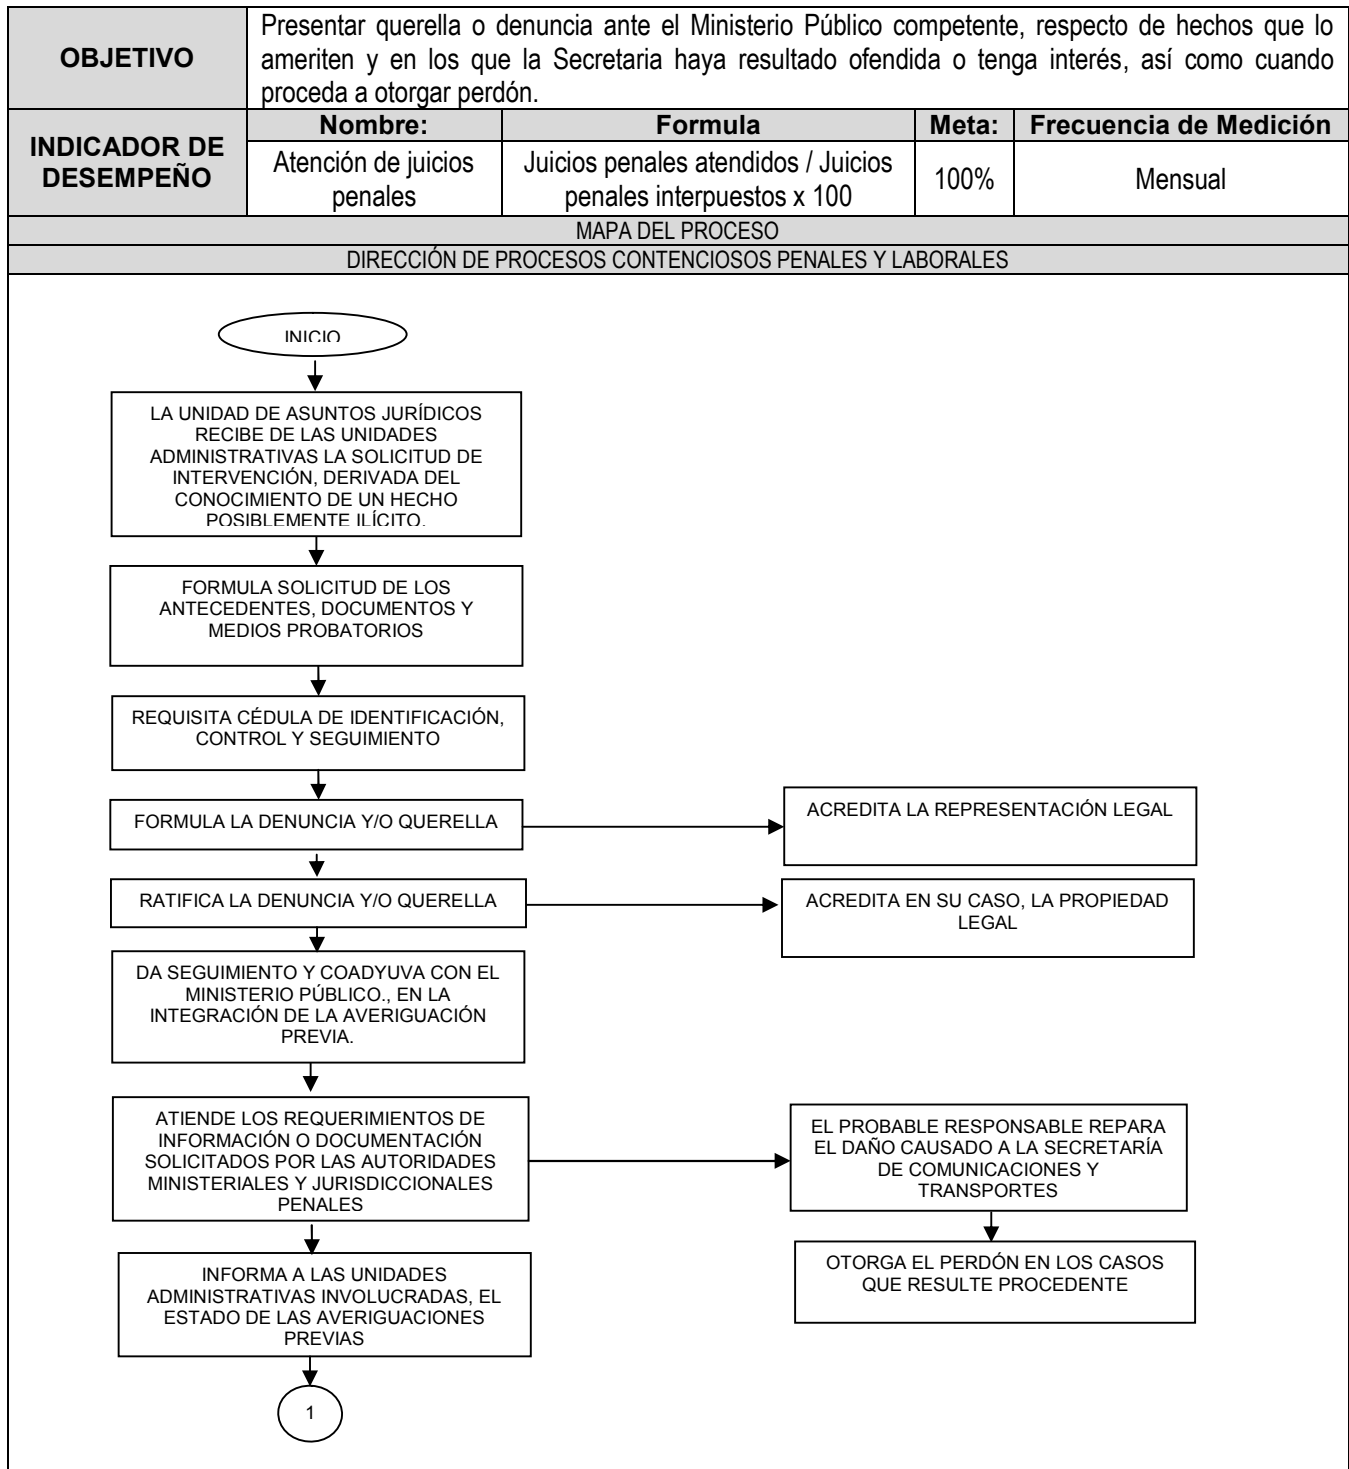 OBJETIVO
Presentar querella o denuncia ante el Ministerio Público competente, respecto de hechos que lo
ameriten y en los que la Secretaria haya resultado ofendida o tenga interés, así como cuando
proceda a otorgar perdón.
INDICADOR DE
DESEMPEÑO
Nombre:
Formula
Meta:
Frecuencia de Medición
Atención de juicios
penales
Juicios penales atendidos / Juicios
penales interpuestos x 100
100%
Mensual
MAPA DEL PROCESO
DIRECCIÓN DE PROCESOS CONTENCIOSOS PENALES Y LABORALES
INICIO
LA UNIDAD DE ASUNTOS JURÍDICOS
RECIBE DE LAS UNIDADES
ADMINISTRATIVAS LA SOLICITUD DE
INTERVENCIÓN, DERIVADA DEL
CONOCIMIENTO DE UN HECHO
POSIBLEMENTE ILÍCITO.
FORMULA SOLICITUD DE LOS
ANTECEDENTES, DOCUMENTOS Y
MEDIOS PROBATORIOS
REQUISITA CÉDULA DE IDENTIFICACIÓN,
CONTROL Y SEGUIMIENTO
FORMULA LA DENUNCIA Y/O QUERELLA
ACREDITA LA REPRESENTACIÓN LEGAL
RATIFICA LA DENUNCIA Y/O QUERELLA
ACREDITA EN SU CASO, LA PROPIEDAD
LEGAL
DA SEGUIMIENTO Y COADYUVA CON EL
MINISTERIO PÚBLICO., EN LA
INTEGRACIÓN DE LA AVERIGUACIÓN
PREVIA.
ATIENDE LOS REQUERIMIENTOS DE
INFORMACIÓN O DOCUMENTACIÓN
SOLICITADOS POR LAS AUTORIDADES
MINISTERIALES Y JURISDICCIONALES
PENALES
EL PROBABLE RESPONSABLE REPARA
EL DAÑO CAUSADO A LA SECRETARÍA
DE COMUNICACIONES Y
TRANSPORTES
INFORMA A LAS UNIDADES
ADMINISTRATIVAS INVOLUCRADAS, EL
ESTADO DE LAS AVERIGUACIONES
PREVIAS
OTORGA EL PERDÓN EN LOS CASOS
QUE RESULTE PROCEDENTE
1